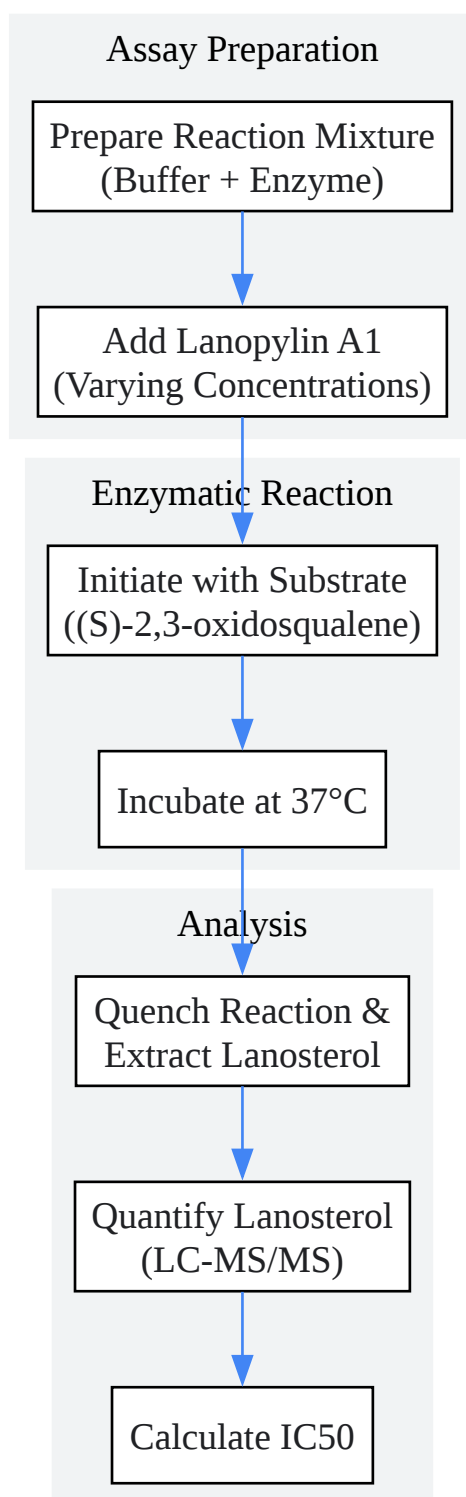 Assay Preparation
Prepare Reaction Mixture
(Buffer + Enzyme)
Add Lanopylin A1
(Varying Concentrations)
Enzymatic Reaction
Initiate with Substrate
((S)-2,3-oxidosqualene)
Incubate at 37°C
Analysis
Quench Reaction &
Extract Lanosterol
Quantify Lanosterol
(LC-MS/MS)
Calculate IC50